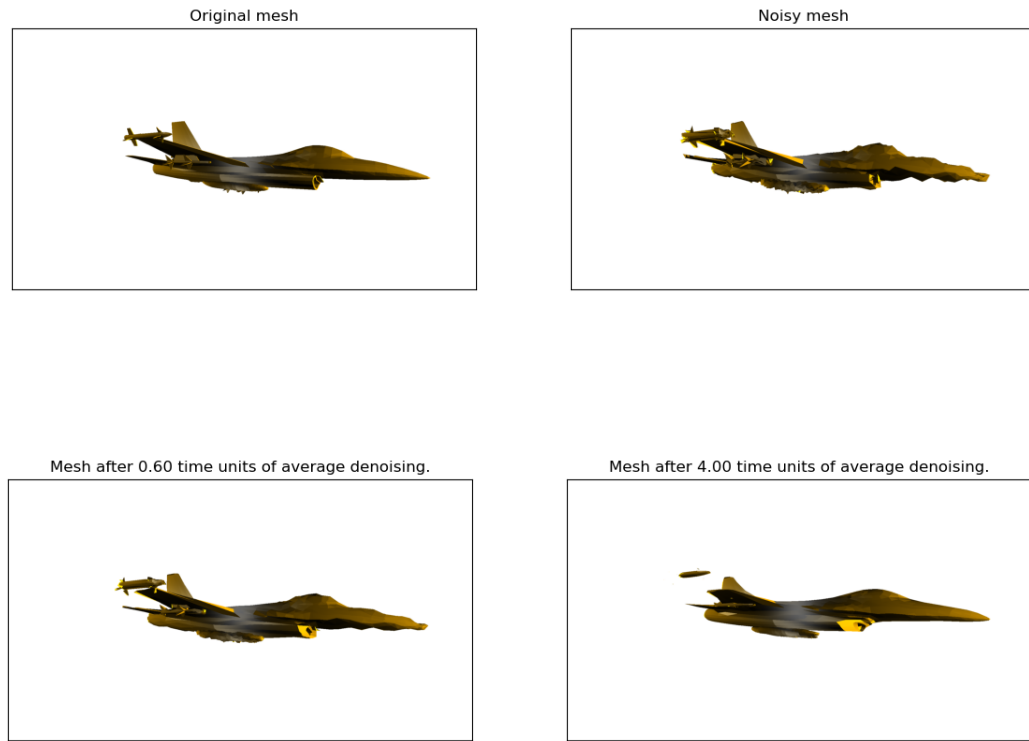 Original mesh
Noisy mesh
Mesh after 0.60 time units of average denoising.
Mesh after 4.00 time units of average denoising.